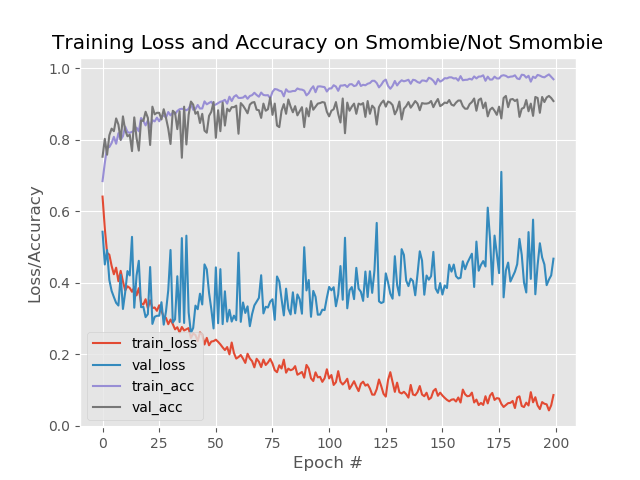 Training Loss and Accuracy on Smombie/Not Smombie
1.0
0.8
0.6
0.4
0.2
0.0
Loss/Accuracy
train_loss
val_loss
train_acc
val_acc
0 25 50 75 100 125 150 175 200
Epoch #